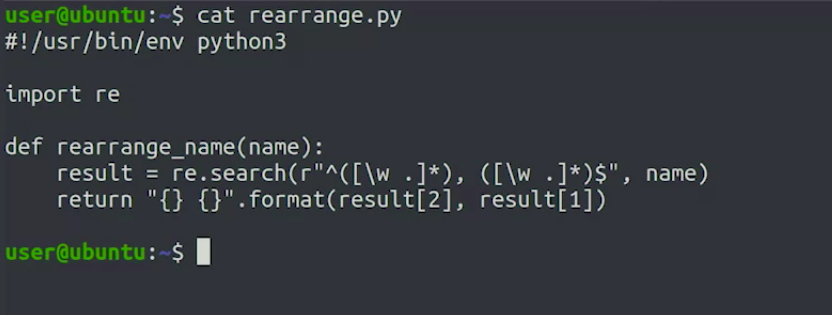 user@ubuntu:~$ cat rearrange.py
#!/usr/bin/env python3
import re
def rearrange_name(name):
    result = re.search(r"^([\w .]*), ([\w .]*)$", name)
    return "{} {}".format(result[2], result[1])
user@ubuntu:~$